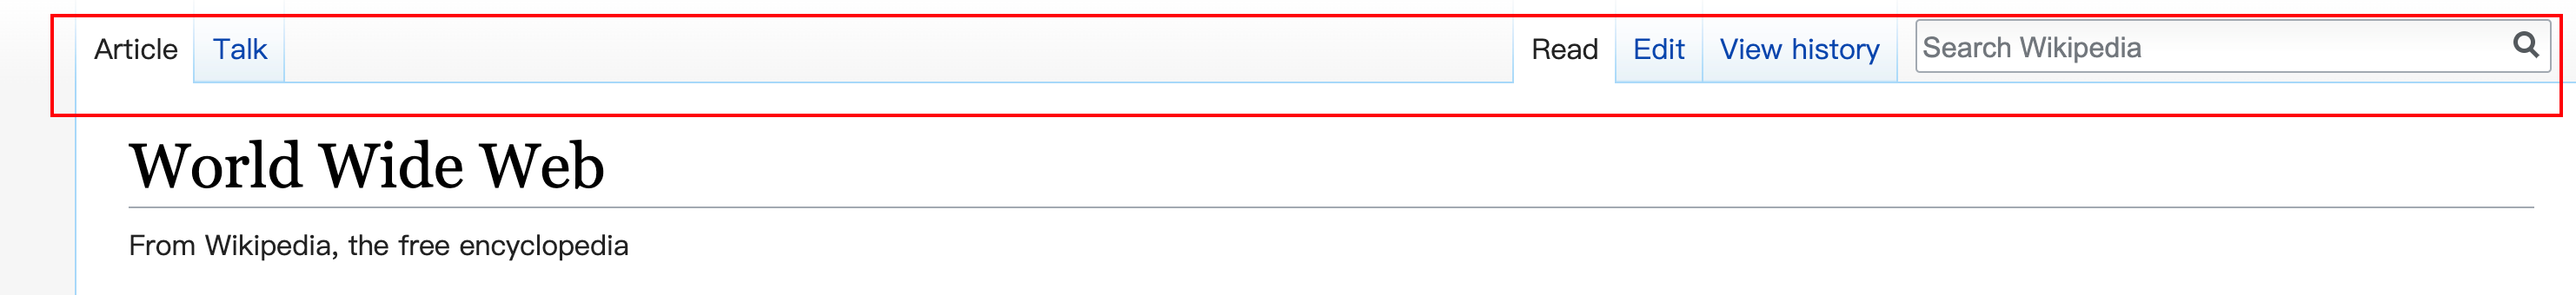 Article Talk Read Edit View history Search Wikipedia
World Wide Web
From Wikipedia, the free encyclopedia